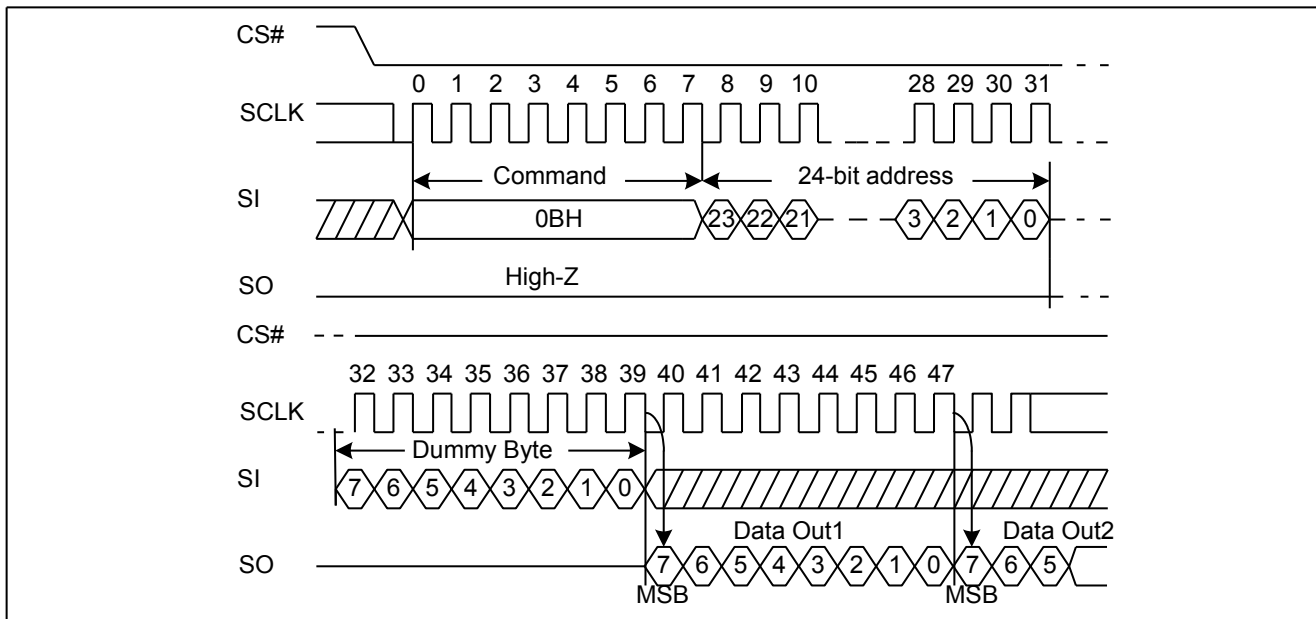 CS#
0 1 2 3 4 5 6 7 8 9 10 28 29 30 31
SCLK
Command 24-bit address
SI
0BH 23 22 21 3 2 1 0
High-Z
SO
CS#
32 33 34 35 36 37 38 39 40 41 42 43 44 45 46 47
SCLK
Dummy Byte
SI
7 6 5 4 3 2 1 0
Data Out1 Data Out2
SO
7 6 5 4 3 2 1 0 7 6 5
MSB MSB